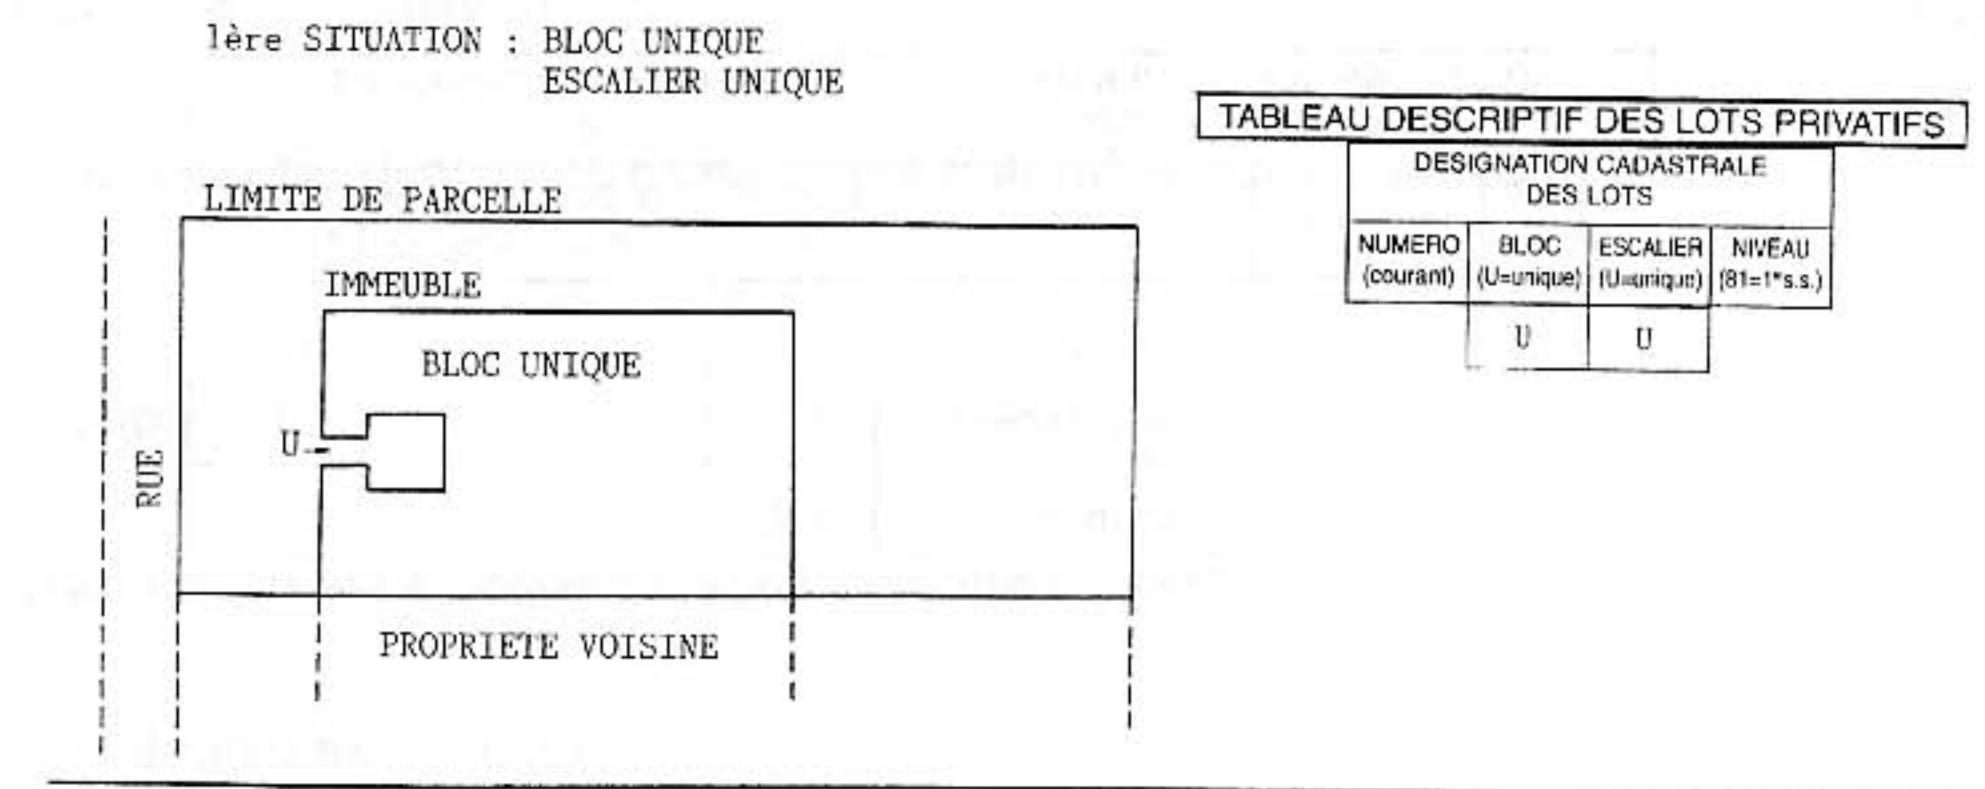 1ère SITUATION : BLOC UNIQUE
ESCALIER UNIQUE
TABLEAU DESCRIPTIF DES LOTS PRIVATIFS
DESIGNATION CADASTRALE
DES LOTS
NUMERO BLOC ESCALIER NIVEAU
(courant) (U=unique) (U=unique) (81=1*s.s.)
U U
LIMITE DE PARCELLE
IMMEUBLE
BLOC UNIQUE
U
RUE
PROPRIETE VOISINE